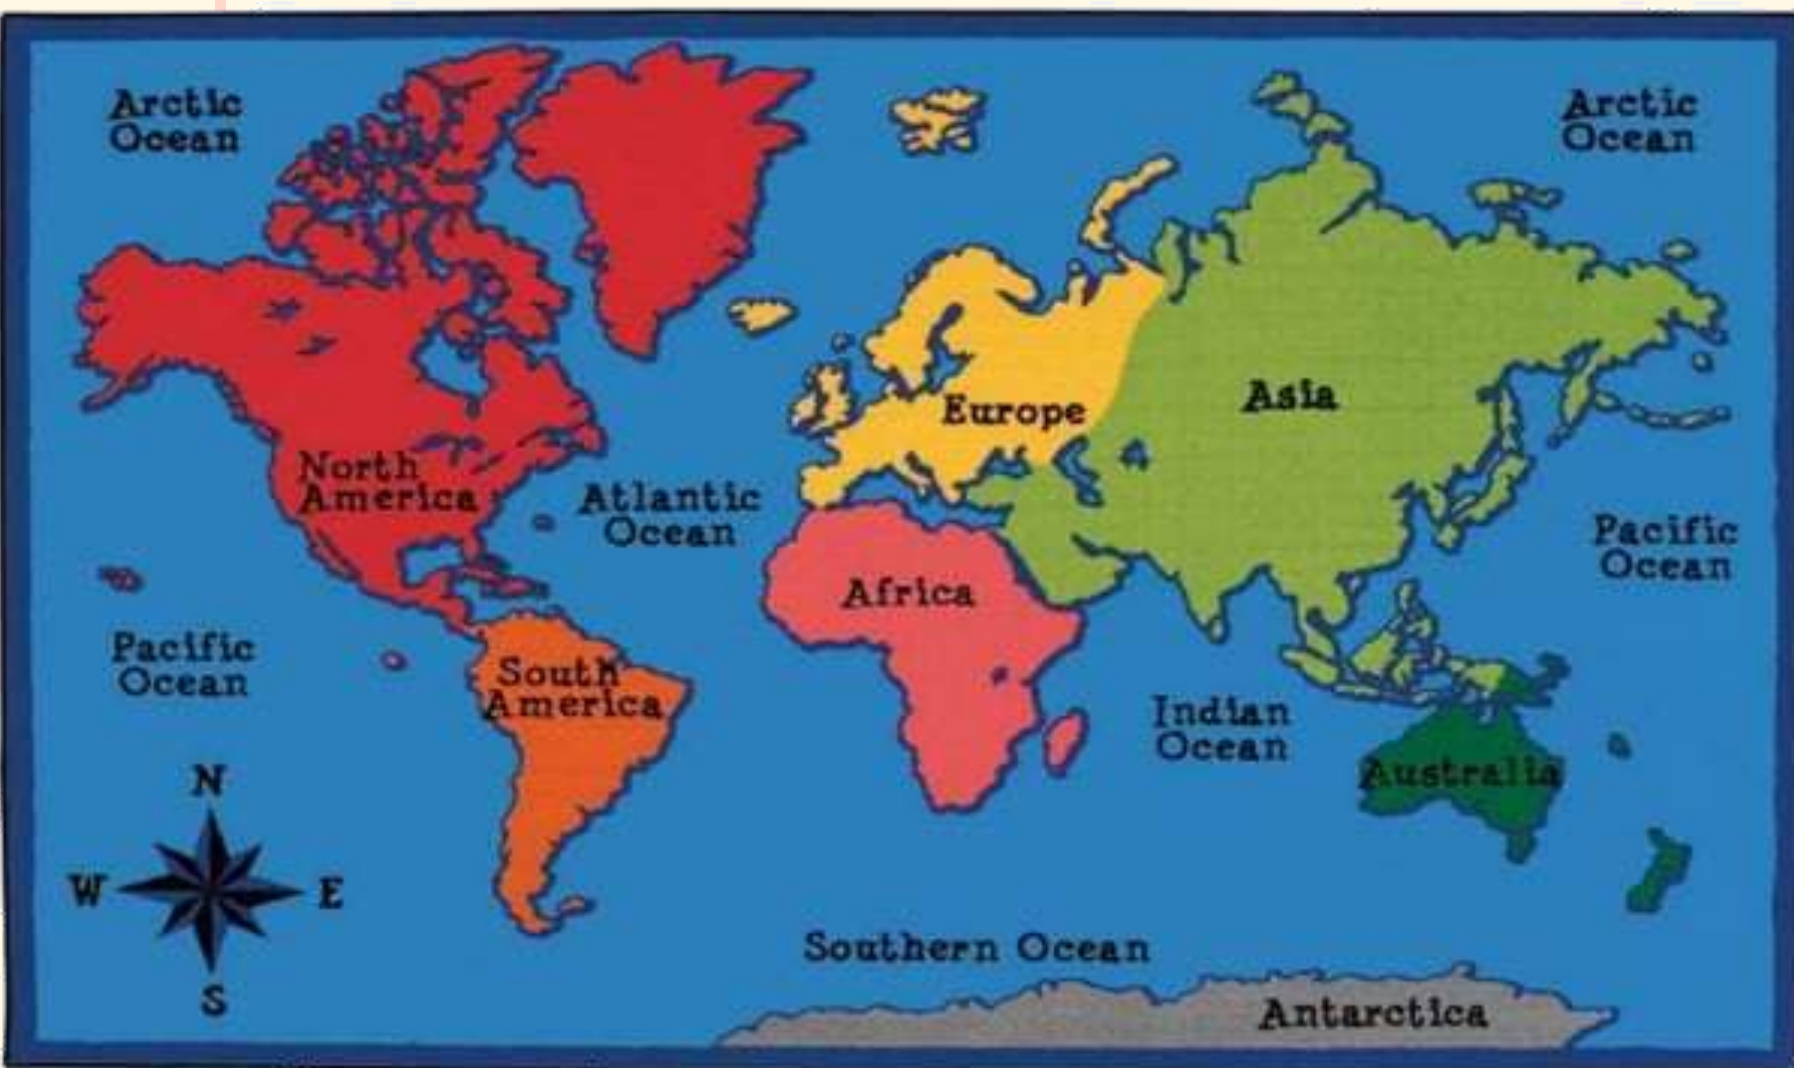 Arctic
Ocean
Arctic
Ocean
Europe
Asia
North
America
Atlantic
Ocean
Pacific
Ocean
Africa
Pacific
Ocean
South
America
Indian
Ocean
Australia
N
W
E
S
Southern Ocean
Antarctica